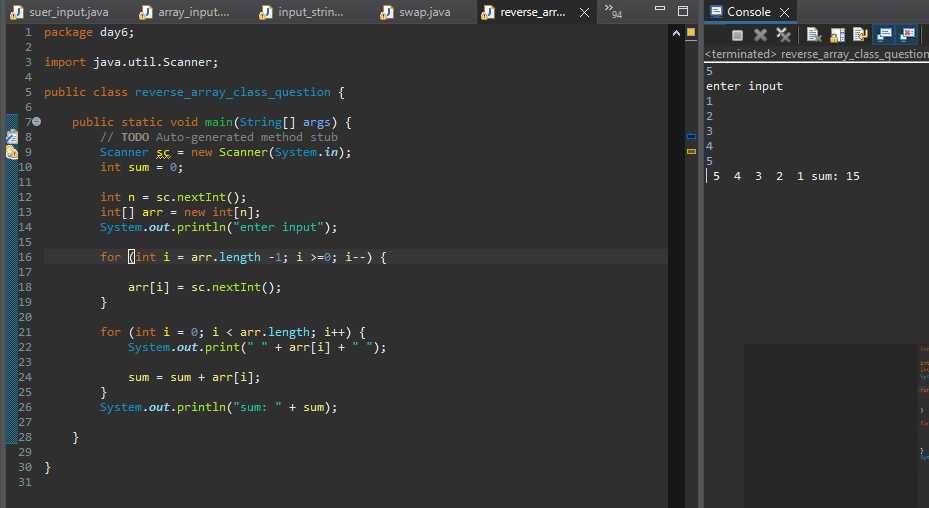 suer_input.java array_input.... input_strin... swap.java reverse_arr... 94
1 package day6;
2
3 import java.util.Scanner;
4
5 public class reverse_array_class_question {
6
7 public static void main(String[] args) {
8 // TODO Auto-generated method stub
9 Scanner sc = new Scanner(System.in);
10 int sum = 0;
11
12 int n = sc.nextInt();
13 int[] arr = new int[n];
14 System.out.println("enter input");
15
16 for (int i = arr.length -1; i >=0; i--) {
17
18 arr[i] = sc.nextInt();
19 }
20
21 for (int i = 0; i < arr.length; i++) {
22 System.out.print(" " + arr[i] + " ");
23
24 sum = sum + arr[i];
25 }
26 System.out.println("sum: " + sum);
27
28 }
29
30 }
31
Console
<terminated> reverse_array_class_question
5
enter input
1
2
3
4
5
5 4 3 2 1 sum: 15